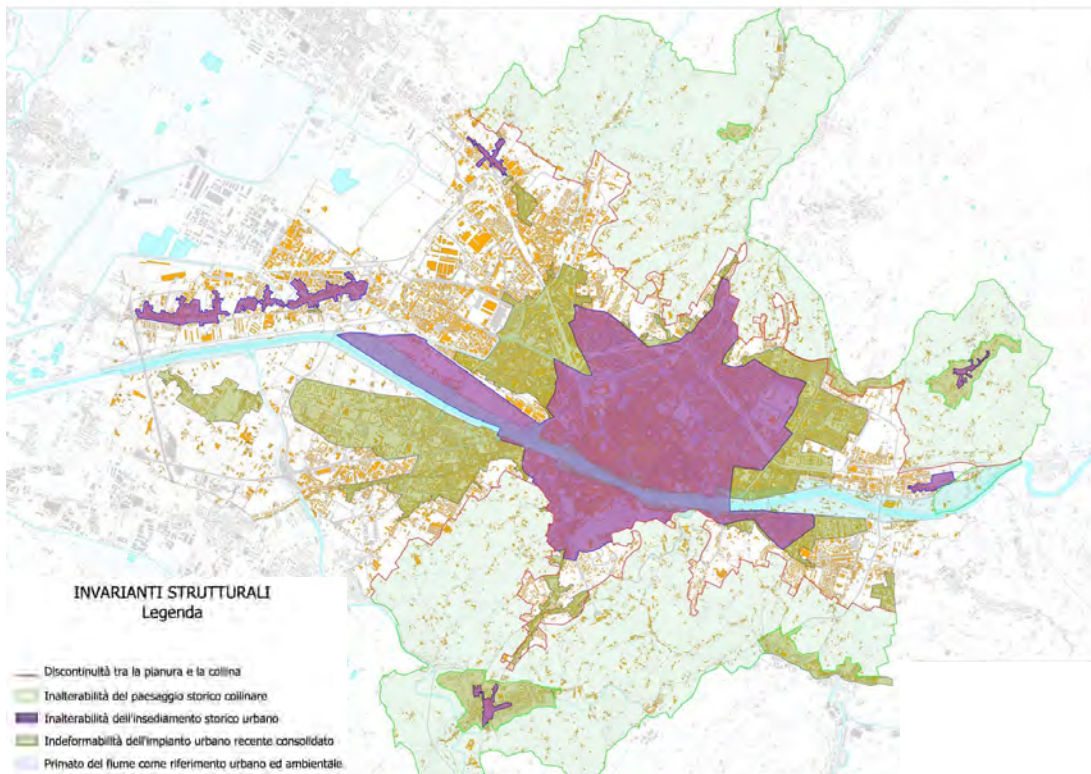 INVARIANTI STRUTTURALI
Legenda
Discontinuità tra la pianura e la collina
Inalterabilità del paesaggio storico collinare
Inalterabilità dell'insediamento storico urbano
Indeformabilità dell'impianto urbano recente consolidato
Primato del fiume come riferimento urbano ed ambientale